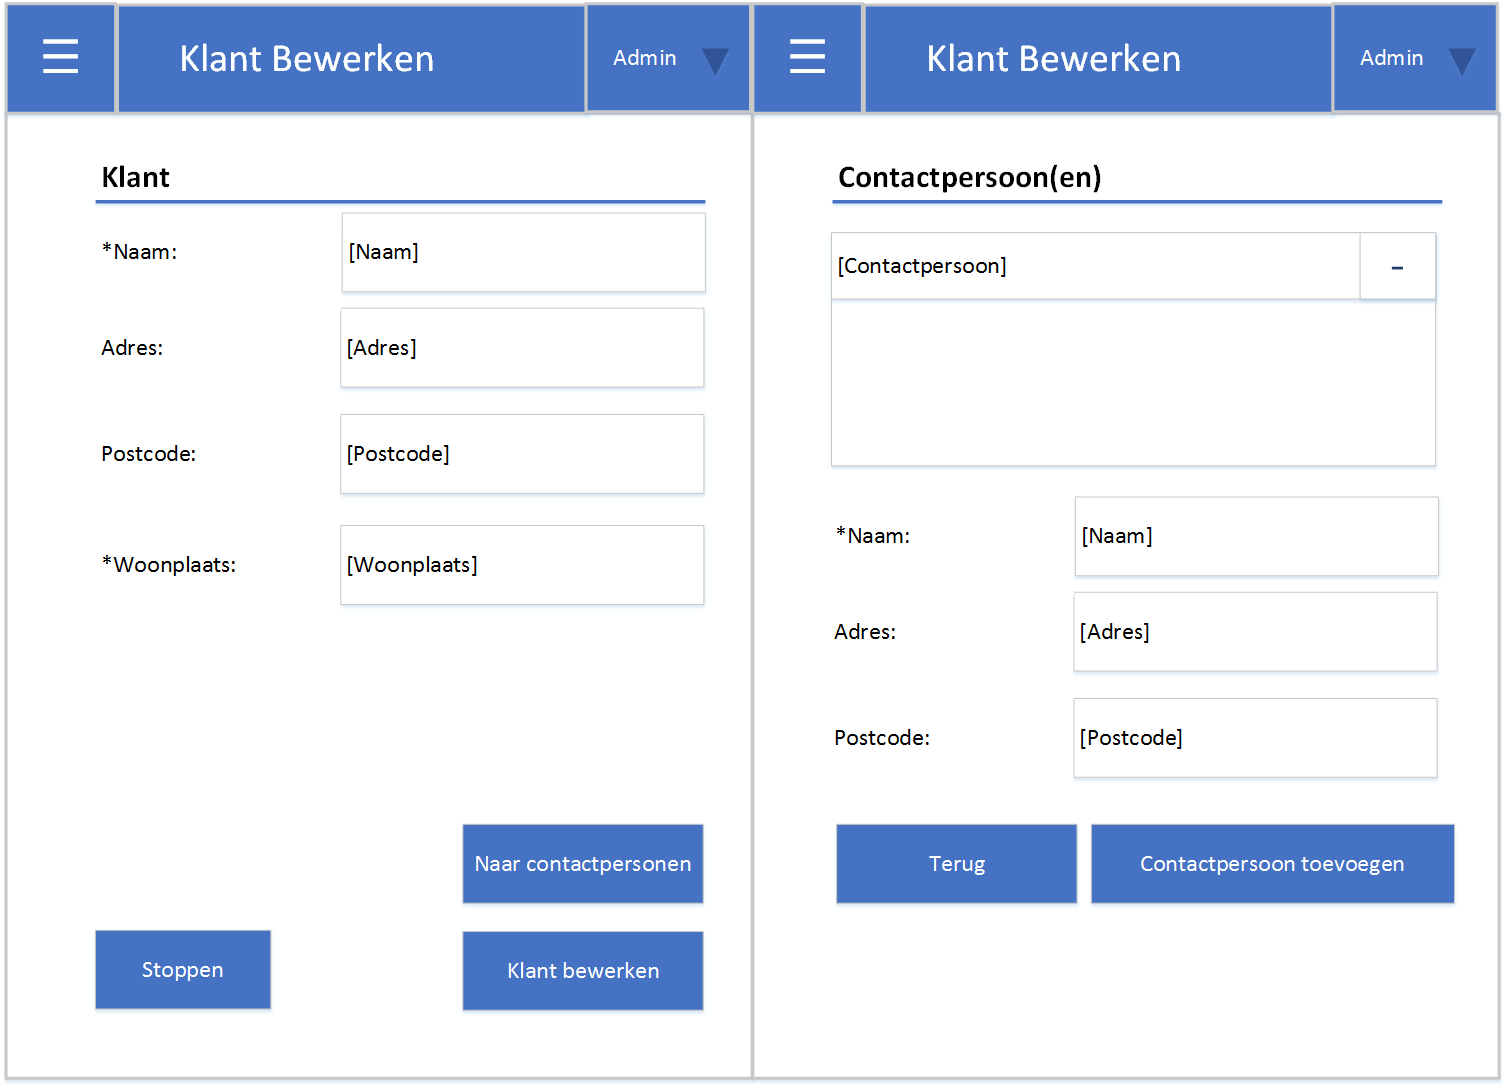 Klant Bewerken
Admin
Klant
*Naam:
[Naam]
Adres:
[Adres]
Postcode:
[Postcode]
*Woonplaats:
[Woonplaats]
Naar contactpersonen
Stoppen
Klant bewerken
Klant Bewerken
Admin
Contactpersoon(en)
[Contactpersoon]
-
*Naam:
[Naam]
Adres:
[Adres]
Postcode:
[Postcode]
Terug
Contactpersoon toevoegen